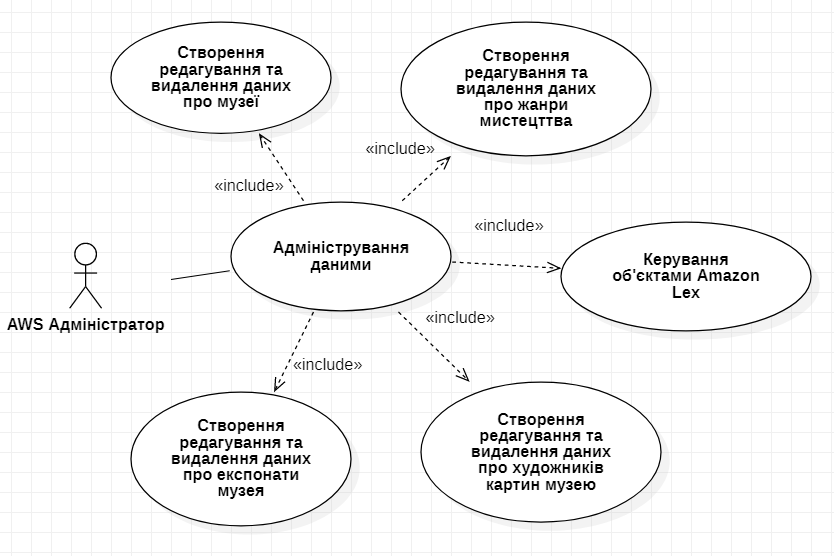 Створення
редагування та
видалення даних
про музеї
Створення
редагування та
видалення даних
про жанри
мистецттва
«include»
«include»
«include»
Адміністрування
даними
Керування
об'єктами Amazon
Lex
AWS Адміністратор
«include»
«include»
Створення
редагування та
видалення даних
про експонати
музея
Створення
редагування та
видалення даних
про художників
картин музею